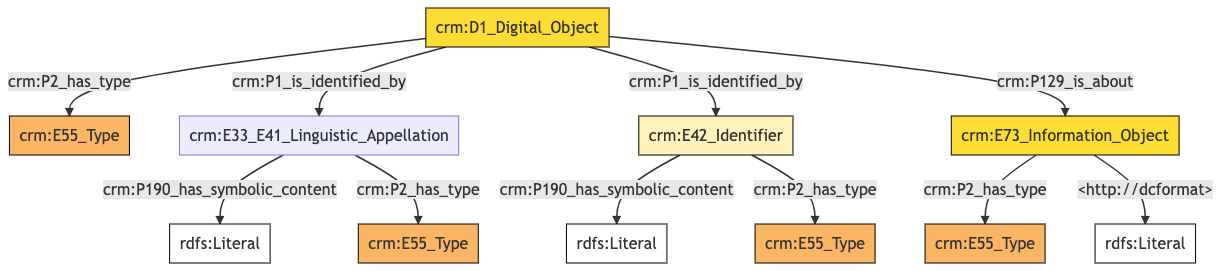 crm:D1_Digital_Object
crm:P2_has_type
crm:P1_is_identified_by
crm:P1_is_identified_by
crm:P129_is_about
crm:E55_Type
crm:E33_E41_Linguistic_Appellation
crm:E42_Identifier
crm:E73_Information_Object
crm:P190_has_symbolic_content
crm:P2_has_type
crm:P190_has_symbolic_content
crm:P2_has_type
crm:P2_has_type
<http://dcformat>
rdfs:Literal
crm:E55_Type
rdfs:Literal
crm:E55_Type
crm:E55_Type
rdfs:Literal